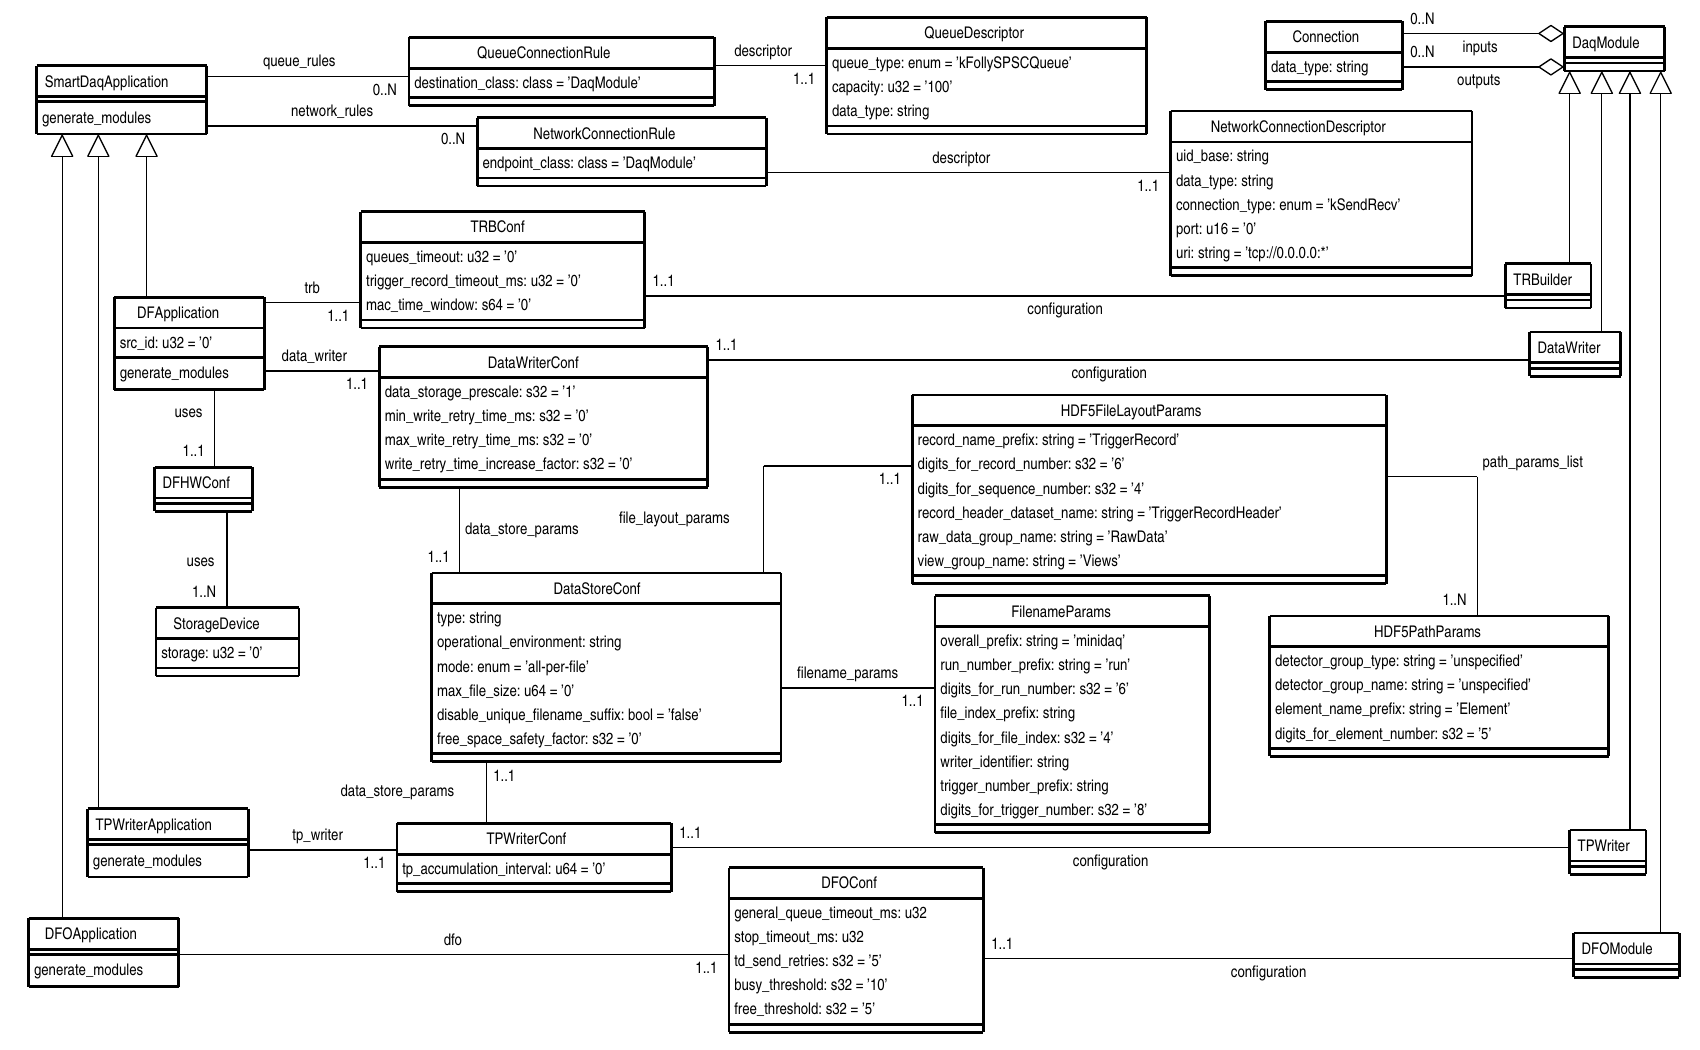 SmartDaqApplication
generate_modules
queue_rules
0..N
network_rules
0..N
QueueConnectionRule
destination_class: class = 'DaqModule'
descriptor
1..1
QueueDescriptor
queue_type: enum = 'kFollySPSCQueue'
capacity: u32 = '100'
data_type: string
Connection
data_type: string
0..N
inputs
0..N
outputs
DaqModule
NetworkConnectionRule
endpoint_class: class = 'DaqModule'
descriptor
1..1
NetworkConnectionDescriptor
uid_base: string
data_type: string
connection_type: enum = 'kSendRecv'
port: u16 = '0'
uri: string = 'tcp://0.0.0.0:*'
TRBConf
queues_timeout: u32 = '0'
trigger_record_timeout_ms: u32 = '0'
mac_time_window: s64 = '0'
1..1
configuration
TRBuilder
DFApplication
src_id: u32 = '0'
generate_modules
trb
1..1
data_writer
1..1
DataWriterConf
data_storage_prescale: s32 = '1'
min_write_retry_time_ms: s32 = '0'
max_write_retry_time_ms: s32 = '0'
write_retry_time_increase_factor: s32 = '0'
1..1
configuration
DataWriter
uses
1..1
DFHWConf
uses
1..N
StorageDevice
storage: u32 = '0'
data_store_params
1..1
file_layout_params
1..1
HDF5FileLayoutParams
record_name_prefix: string = 'TriggerRecord'
digits_for_record_number: s32 = '6'
digits_for_sequence_number: s32 = '4'
record_header_dataset_name: string = 'TriggerRecordHeader'
raw_data_group_name: string = 'RawData'
view_group_name: string = 'Views'
path_params_list
1..N
DataStoreConf
type: string
operational_environment: string
mode: enum = 'all-per-file'
max_file_size: u64 = '0'
disable_unique_filename_suffix: bool = 'false'
free_space_safety_factor: s32 = '0'
filename_params
1..1
FilenameParams
overall_prefix: string = 'minidaq'
run_number_prefix: string = 'run'
digits_for_run_number: s32 = '6'
file_index_prefix: string
digits_for_file_index: s32 = '4'
writer_identifier: string
trigger_number_prefix: string
digits_for_trigger_number: s32 = '8'
HDF5PathParams
detector_group_type: string = 'unspecified'
detector_group_name: string = 'unspecified'
element_name_prefix: string = 'Element'
digits_for_element_number: s32 = '5'
1..1
data_store_params
TPWriterApplication
generate_modules
tp_writer
1..1
TPWriterConf
tp_accumulation_interval: u64 = '0'
1..1
configuration
TPWriter
DFOApplication
generate_modules
dfo
1..1
DFOConf
general_queue_timeout_ms: u32
stop_timeout_ms: u32
td_send_retries: s32 = '5'
busy_threshold: s32 = '10'
free_threshold: s32 = '5'
1..1
configuration
DFOModule